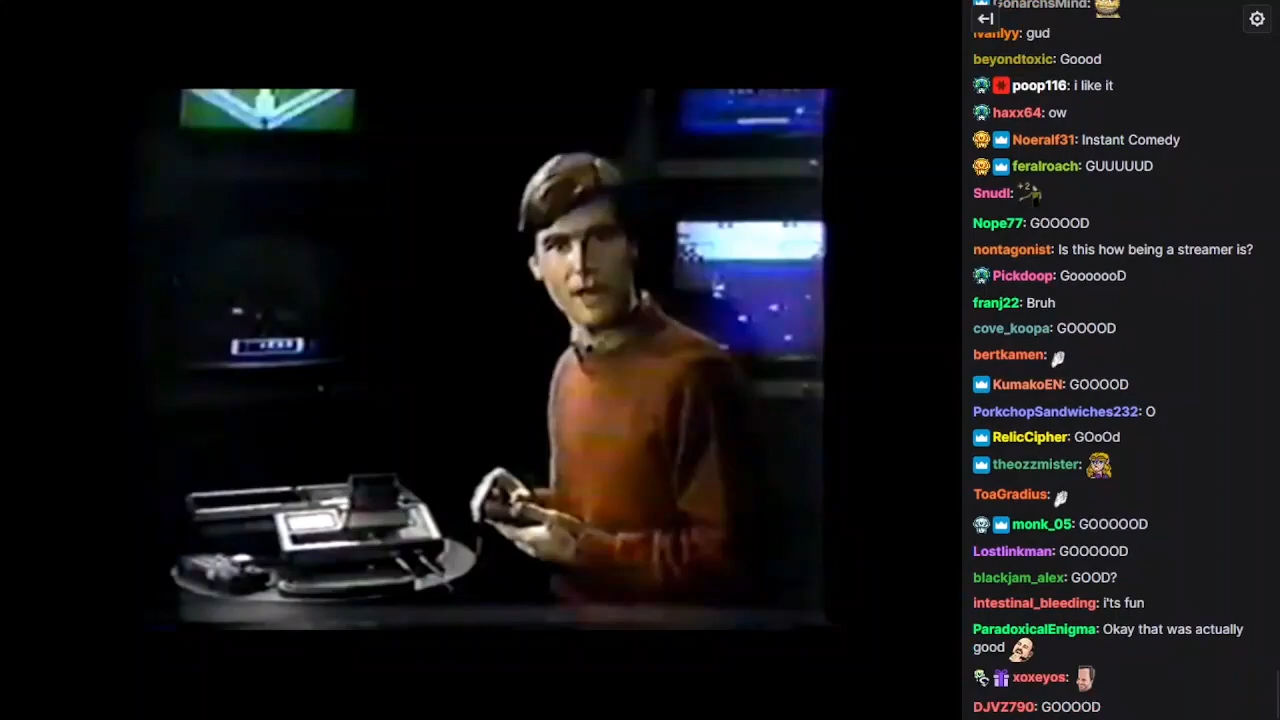 GonarchsMind:
ivanlyy: gud
beyondtoxic: Goood
poop116: i like it
haxx64: ow
Noeralf31: Instant Comedy
feralroach: GUUUUUD
Snudl:
Nope77: GOOOOD
nontagonist: Is this how being a streamer is?
Pickdoop: GooooooD
franj22: Bruh
cove_koopa: GOOOOD
bertkamen:
KumakoEN: GOOOOD
PorkchopSandwiches232: O
RelicCipher: GOoOd
theozzmister:
ToaGradius:
monk_05: GOOOOOD
Lostlinkman: GOOOOOD
blackjam_alex: GOOD?
intestinal_bleeding: i'ts fun
ParadoxicalEnigma: Okay that was actually
good
xoxeyos:
DJVZ790: GOOOOD